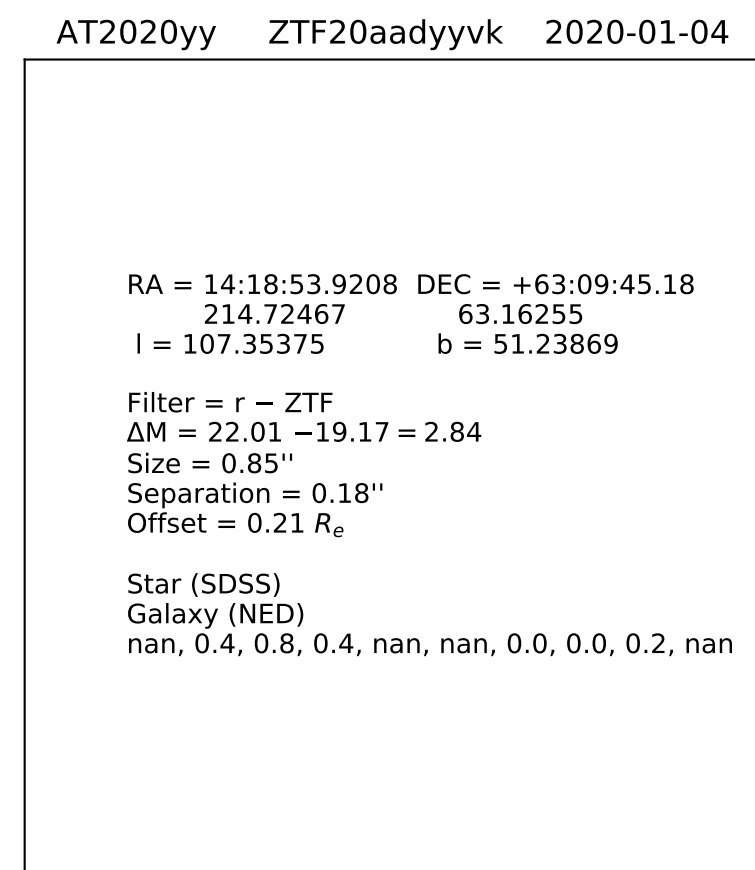 AT2020yy ZTF20aadyyvk 2020-01-04
RA = 14:18:53.9208 DEC = +63:09:45.18
214.72467 63.16255
l = 107.35375 b = 51.23869
Filter = r − ZTF
ΔM = 22.01 −19.17 = 2.84
Size = 0.85''
Separation = 0.18''
Offset = 0.21 Re
Star (SDSS)
Galaxy (NED)
nan, 0.4, 0.8, 0.4, nan, nan, 0.0, 0.0, 0.2, nan